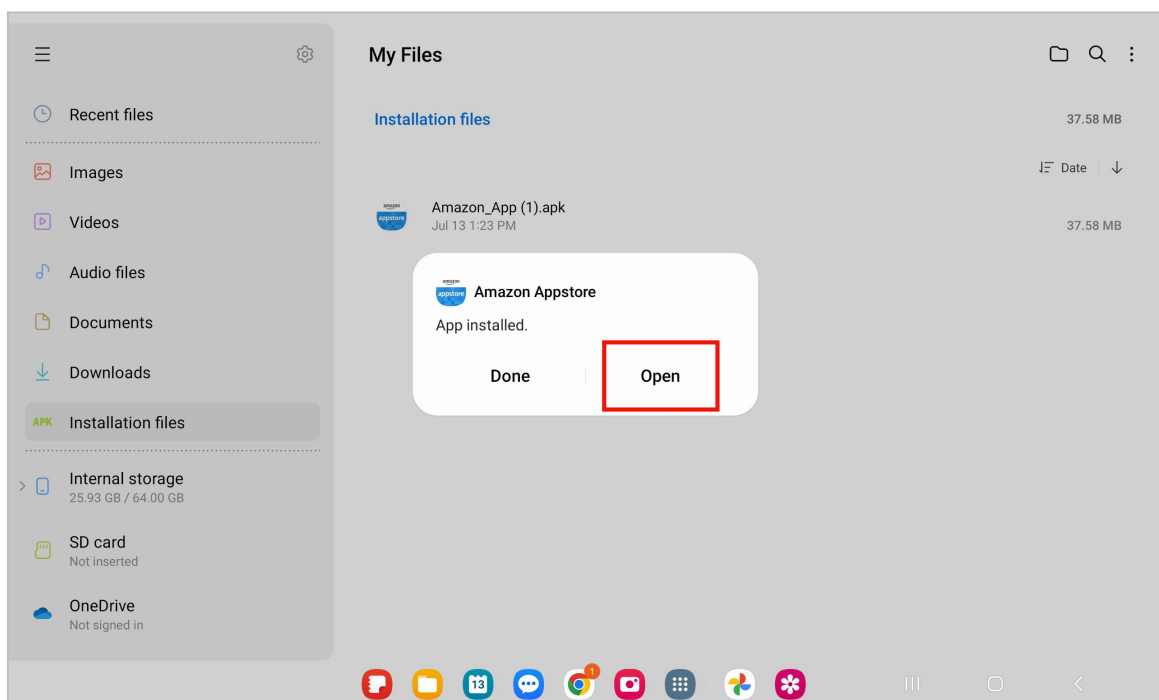 My Files
Recent files
Images
Videos
Audio files
Documents
Downloads
APK Installation files
Internal storage
25.93 GB / 64.00 GB
SD card
Not inserted
OneDrive
Not signed in
Installation files
37.58 MB
Date
amazon
appstore
Amazon_App (1).apk
Jul 13 1:23 PM
37.58 MB
amazon
appstore
Amazon Appstore
App installed.
Done
Open
13
1